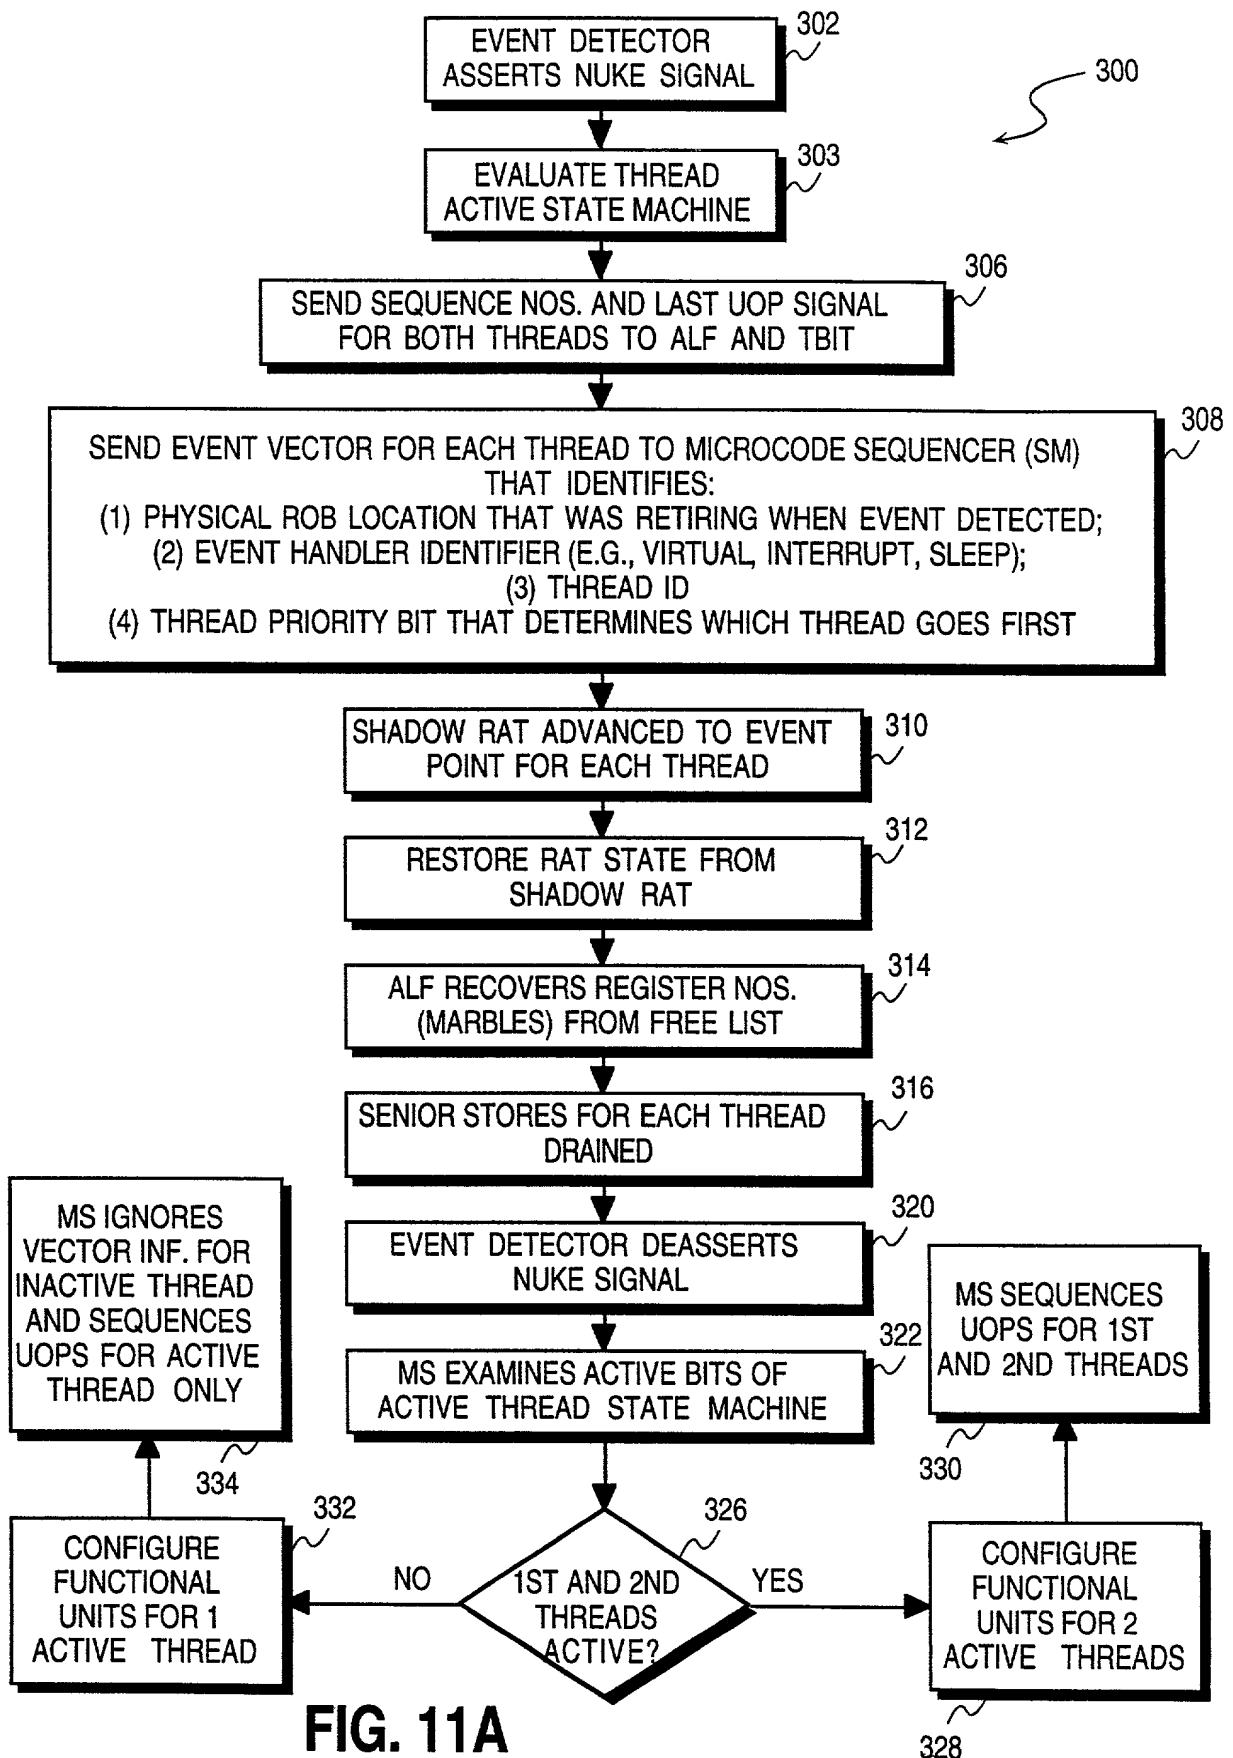 302
EVENT DETECTOR
ASSERTS NUKE SIGNAL
300
303
EVALUATE THREAD
ACTIVE STATE MACHINE
306
SEND SEQUENCE NOS. AND LAST UOP SIGNAL
FOR BOTH THREADS TO ALF AND TBIT
308
SEND EVENT VECTOR FOR EACH THREAD TO MICROCODE SEQUENCER (SM)
THAT IDENTIFIES:
(1) PHYSICAL ROB LOCATION THAT WAS RETIRING WHEN EVENT DETECTED;
(2) EVENT HANDLER IDENTIFIER (E.G., VIRTUAL, INTERRUPT, SLEEP);
(3) THREAD ID
(4) THREAD PRIORITY BIT THAT DETERMINES WHICH THREAD GOES FIRST
310
SHADOW RAT ADVANCED TO EVENT
POINT FOR EACH THREAD
312
RESTORE RAT STATE FROM
SHADOW RAT
314
ALF RECOVERS REGISTER NOS.
(MARBLES) FROM FREE LIST
316
SENIOR STORES FOR EACH THREAD
DRAINED
320
EVENT DETECTOR DEASSERTS
NUKE SIGNAL
322
MS EXAMINES ACTIVE BITS OF
ACTIVE THREAD STATE MACHINE
MS IGNORES
VECTOR INF. FOR
INACTIVE THREAD
AND SEQUENCES
UOPS FOR ACTIVE
THREAD ONLY
334
MS SEQUENCES
UOPS FOR 1ST
AND 2ND THREADS
330
332
CONFIGURE
FUNCTIONAL
UNITS FOR 1
ACTIVE THREAD
NO
326
1ST AND 2ND
THREADS
ACTIVE?
YES
CONFIGURE
FUNCTIONAL
UNITS FOR 2
ACTIVE THREADS
328
FIG. 11A